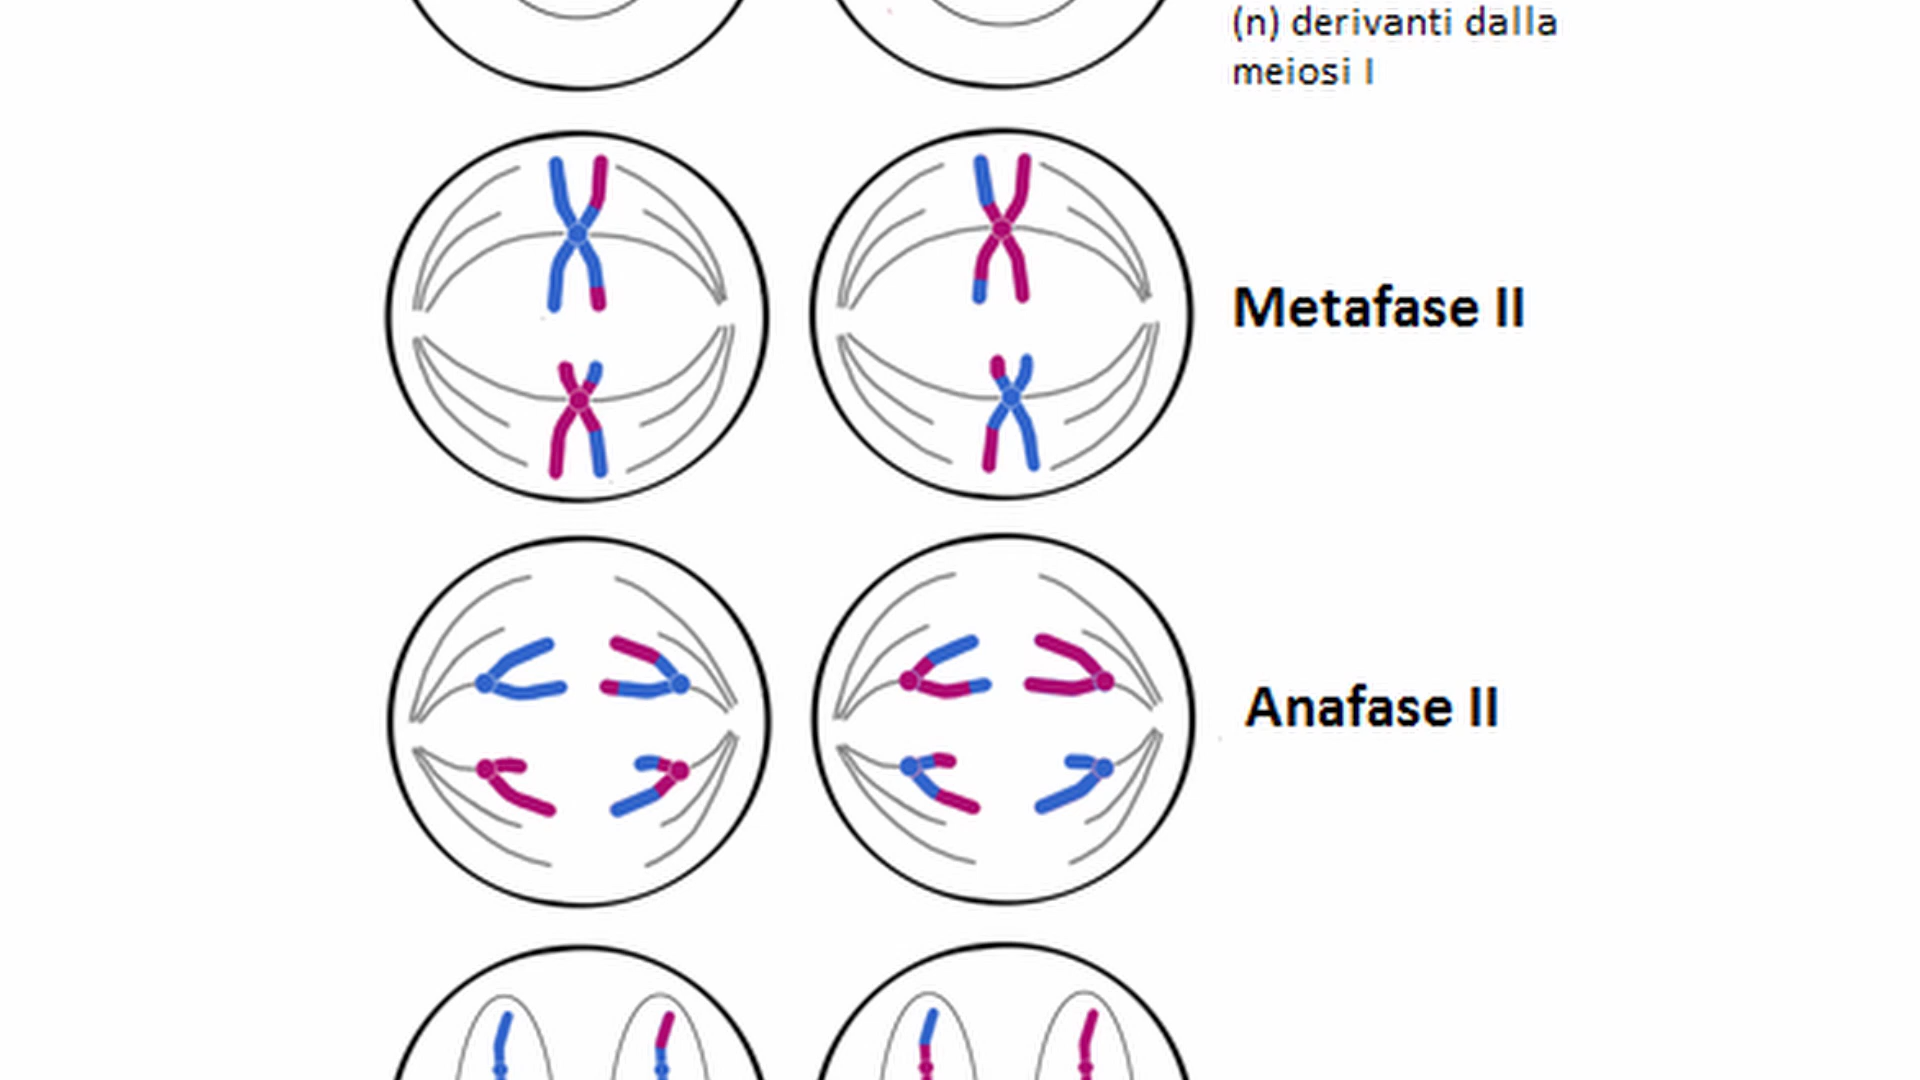 (n) derivanti dalla
meiosi I
Metafase II
Anafase II